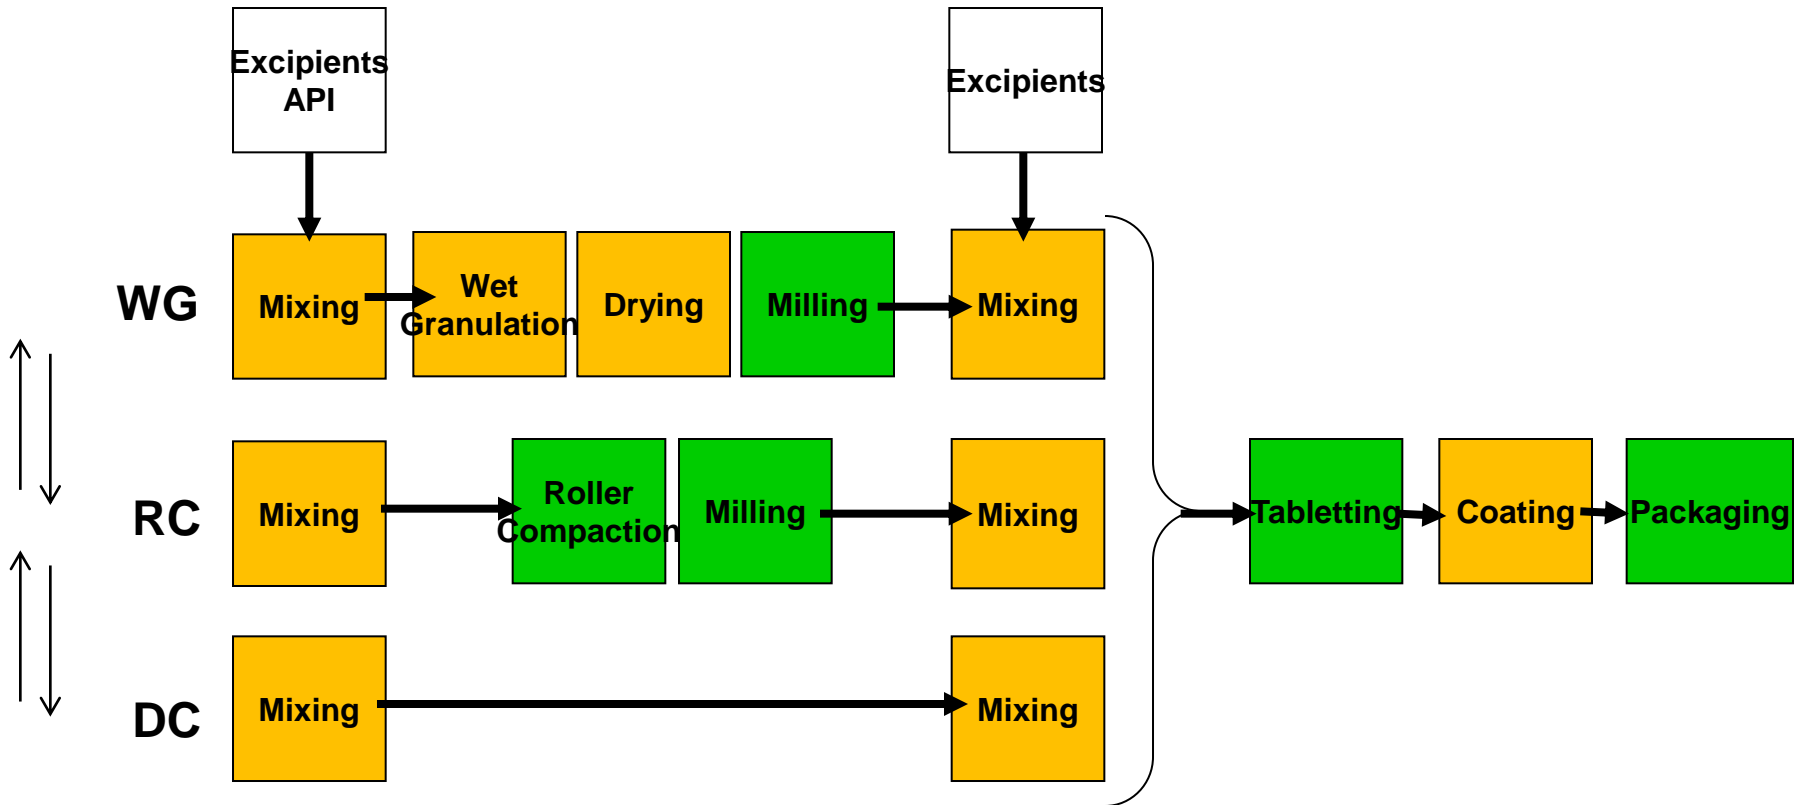 Excipients
API
Excipients
WG
Mixing
Wet
Granulation
Drying
Milling
Mixing
RC
Mixing
Roller
Compaction
Milling
Mixing
Tabletting
Coating
Packaging
DC
Mixing
Mixing